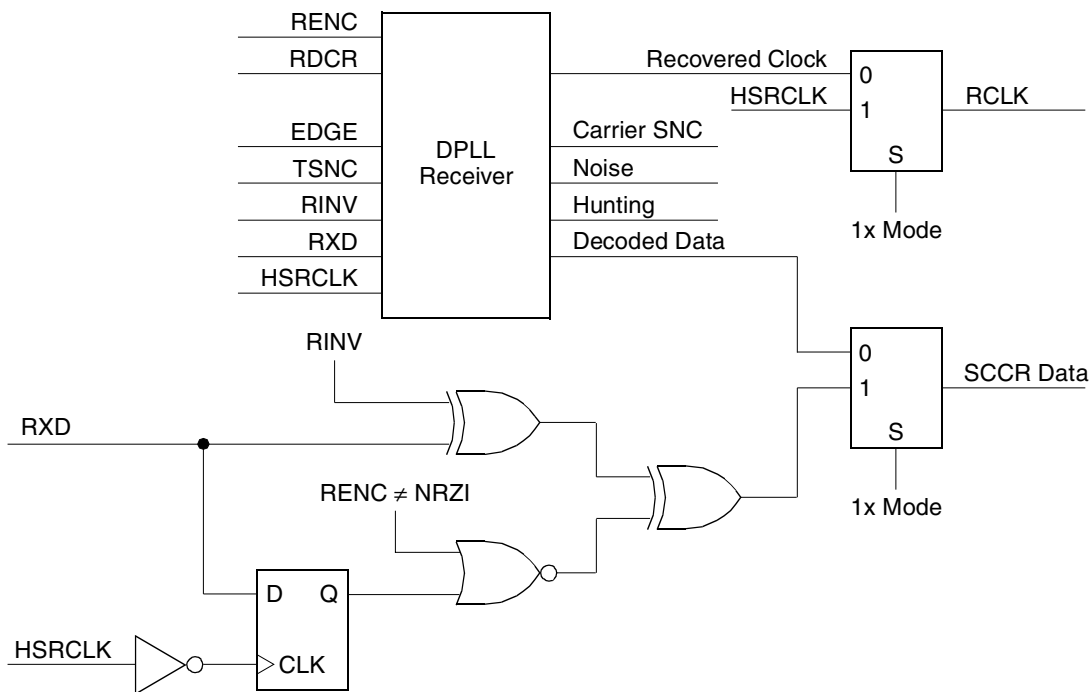 RENC
RDCR
EDGE
TSNC
RINV
RXD
HSRCLK
DPLL
Receiver
Recovered Clock
Carrier SNC
Noise
Hunting
Decoded Data
HSRCLK
0
1
S
RCLK
1x Mode
RINV
RXD
RENC ≠ NRZI
0
1
S
SCCR Data
1x Mode
D
Q
CLK
HSRCLK